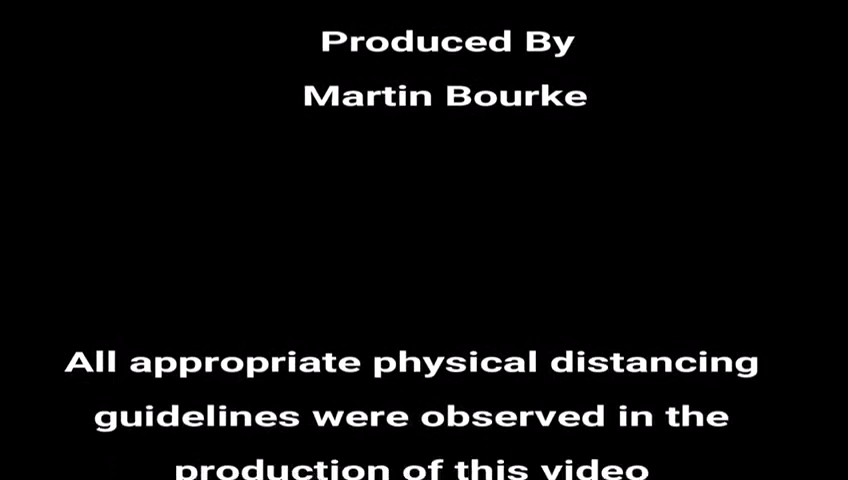 Produced By
Martin Bourke
All appropriate physical distancing
guidelines were observed in the
production of this video